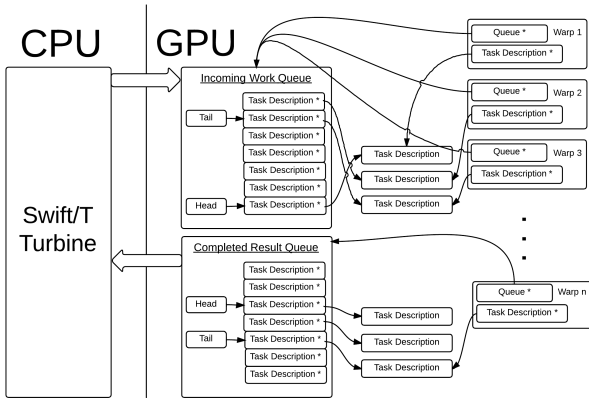 CPU
GPU
Swift/T
Turbine
Incoming Work Queue
Task Description *
Tail
Task Description *
Task Description *
Task Description *
Task Description *
Task Description *
Head
Task Description *
Task Description
Task Description
Task Description
Queue *
Warp 1
Task Description *
Queue *
Warp 2
Task Description *
Queue *
Warp 3
Task Description *
Completed Result Queue
Task Description *
Task Description *
Head
Task Description *
Task Description *
Tail
Task Description *
Task Description *
Task Description *
Task Description
Task Description
Task Description
Queue *
Warp n
Task Description *